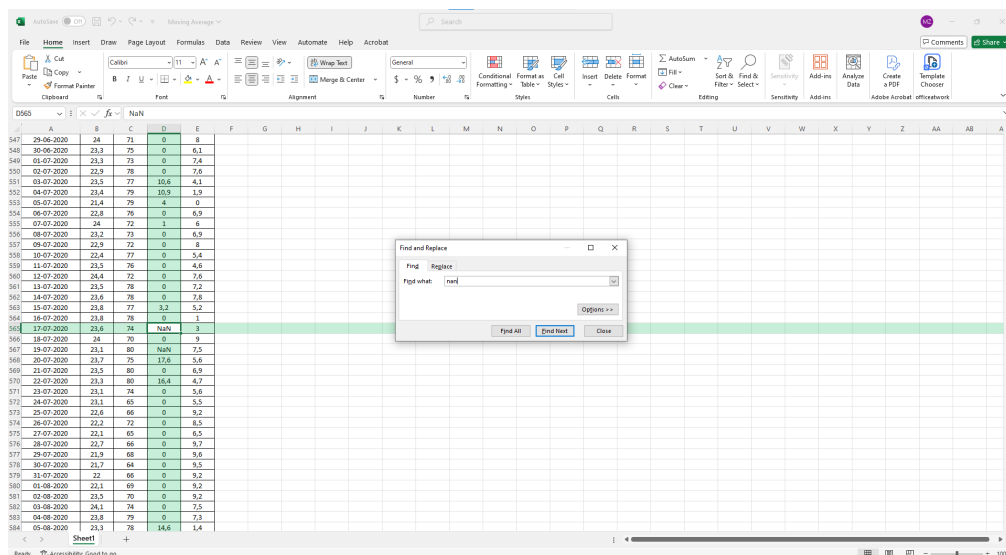 AutoSave Off Moving Average Search MZ
File Home Insert Draw Page Layout Formulas Data Review View Automate Help Acrobat Comments Share
Paste Cut Copy Format Painter Calibri 11 Wrap Text Merge & Center General Conditional Formatting Format as Table Cell Styles Insert Delete Format AutoSum Fill Clear Sort & Filter Find & Select Sensitivity Add-ins Analyze Data Create a PDF Template Chooser
Clipboard Font Alignment Number Styles Cells Editing Sensitivity Add-ins Adobe Acrobat officeatwork
D565 fx NaN
A B C D E F G H I J K L M N O P Q R S T U V W X Y Z AA AB A
547 29-06-2020 24 71 0 8
548 30-06-2020 23,3 75 0 6,1
549 01-07-2020 23,3 73 0 7,4
550 02-07-2020 22,9 78 0 7,6
551 03-07-2020 23,5 77 10,6 4,1
552 04-07-2020 23,4 79 10,9 1,9
553 05-07-2020 21,4 79 4 0
554 06-07-2020 22,8 76 0 6,9
555 07-07-2020 24 72 1 6
556 08-07-2020 23,2 73 0 6,9
557 09-07-2020 22,9 72 0 8
558 10-07-2020 22,4 77 0 5,4
559 11-07-2020 23,5 76 0 4,6
560 12-07-2020 24,4 72 0 7,6
561 13-07-2020 23,5 78 0 7,2
562 14-07-2020 23,6 78 0 7,8
563 15-07-2020 23,8 77 3,2 5,2
564 16-07-2020 23,8 78 0 1
565 17-07-2020 23,6 74 NaN 3
566 18-07-2020 24 70 0 9
567 19-07-2020 23,1 80 NaN 7,5
568 20-07-2020 23,7 75 17,6 5,6
569 21-07-2020 23,5 80 0 6,9
570 22-07-2020 23,3 80 16,4 4,7
571 23-07-2020 23,1 74 0 5,6
572 24-07-2020 23,1 65 0 5,5
573 25-07-2020 22,6 66 0 9,2
574 26-07-2020 22,2 72 0 8,5
575 27-07-2020 22,1 65 0 6,5
576 28-07-2020 22,7 66 0 9,7
577 29-07-2020 21,9 68 0 9,6
578 30-07-2020 21,7 64 0 9,5
579 31-07-2020 22 66 0 9,2
580 01-08-2020 22,1 69 0 9,2
581 02-08-2020 23,5 70 0 9,2
582 03-08-2020 24,1 74 0 7,5
583 04-08-2020 23,8 79 0 7,3
584 05-08-2020 23,3 78 14,6 1,4
Find and Replace
Find Replace
Find what: nan
Options >>
Find All Find Next Close
Sheet1
Ready Accessibility: Good to go